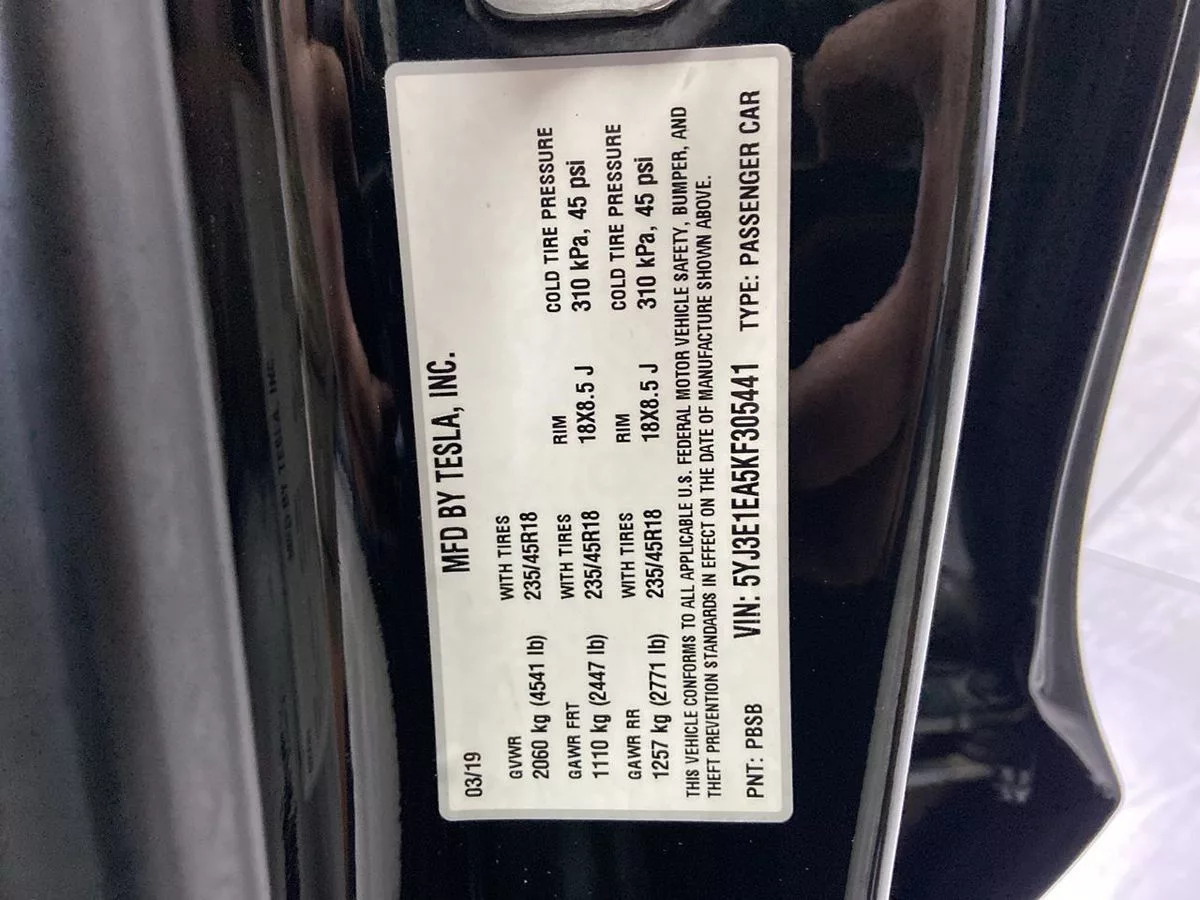 MFD BY TESLA, INC.
03/19
GVWR WITH TIRES
2060 kg (4541 lb) 235/45R18
GAWR FRT WITH TIRES RIM COLD TIRE PRESSURE
1110 kg (2447 lb) 235/45R18 18X8.5 J 310 kPa, 45 psi
GAWR RR WITH TIRES RIM COLD TIRE PRESSURE
1257 kg (2771 lb) 235/45R18 18X8.5 J 310 kPa, 45 psi
THIS VEHICLE CONFORMS TO ALL APPLICABLE U.S. FEDERAL MOTOR VEHICLE SAFETY, BUMPER, AND
THEFT PREVENTION STANDARDS IN EFFECT ON THE DATE OF MANUFACTURE SHOWN ABOVE.
PNT: PBSB VIN: 5YJ3E1EA5KF305441 TYPE: PASSENGER CAR